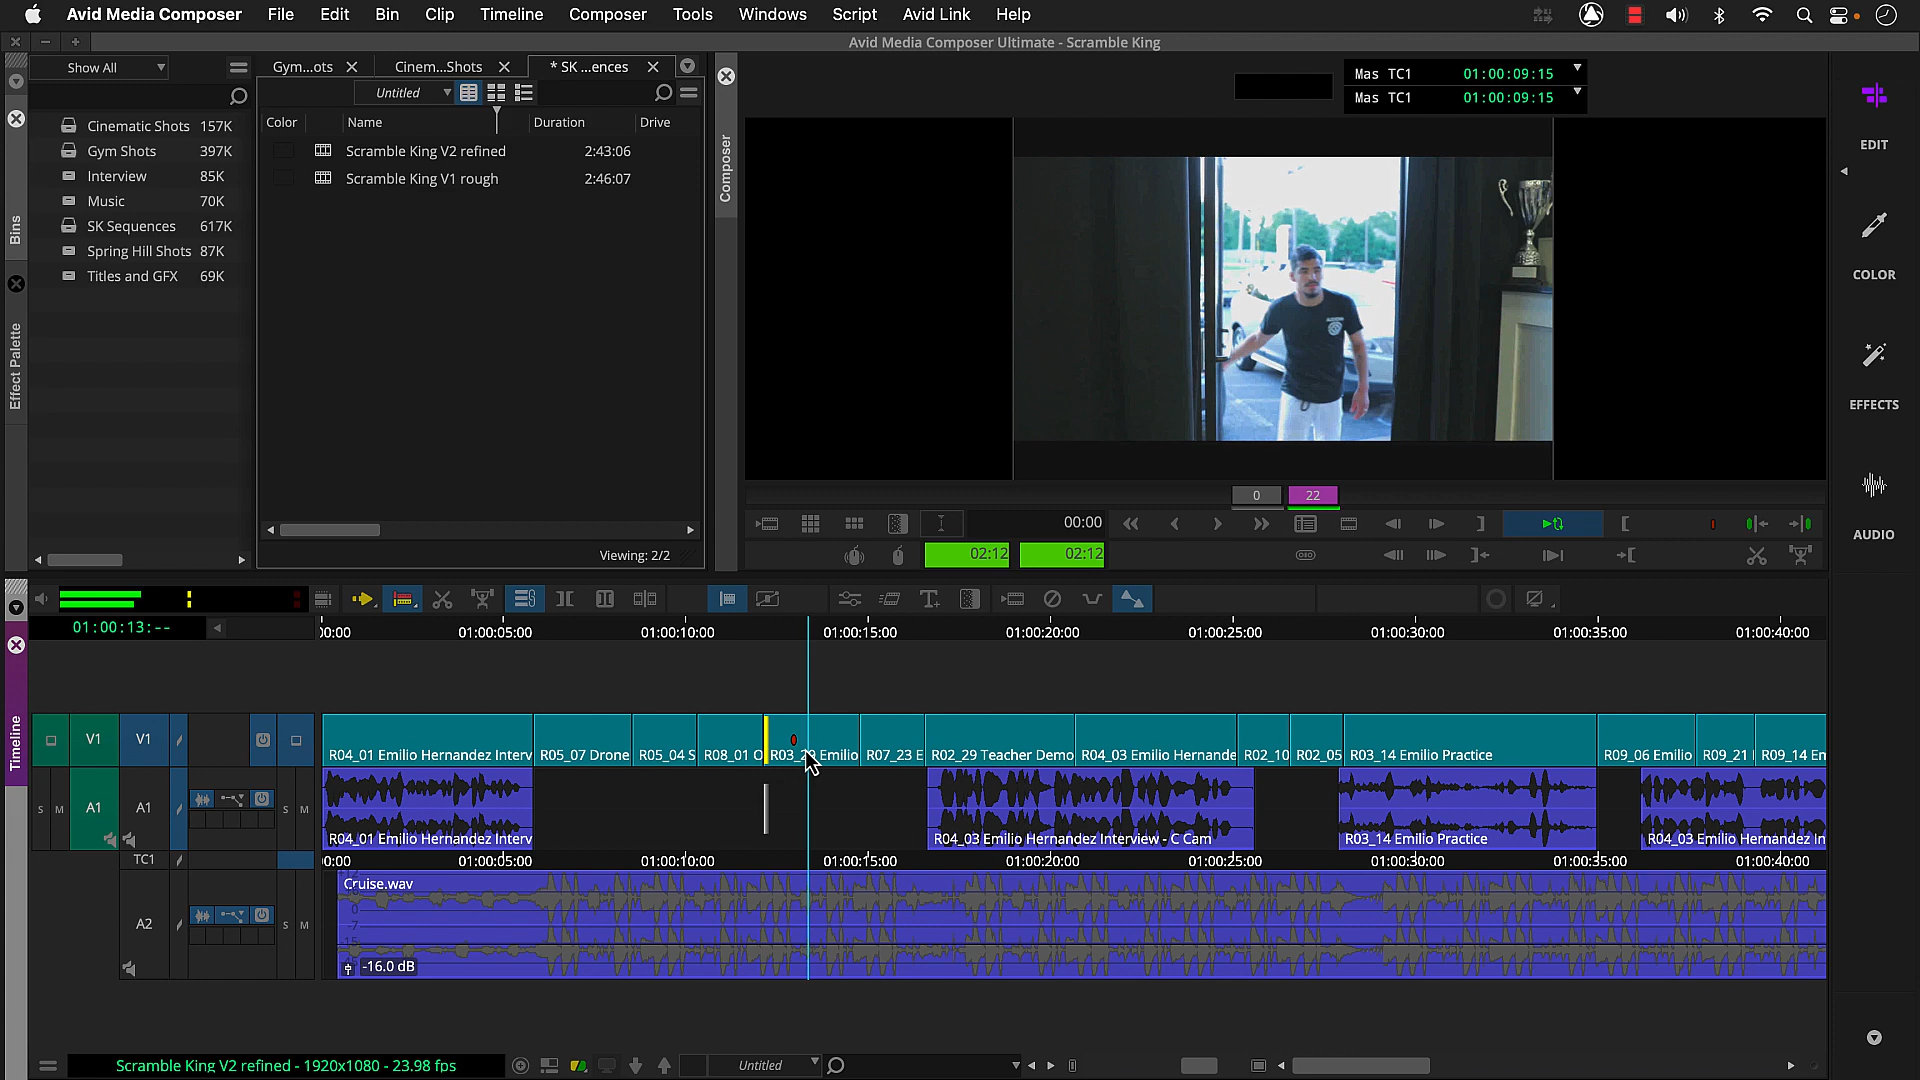 Avid Media Composer File Edit Bin Clip Timeline Composer Tools Windows Script Avid Link Help
Avid Media Composer Ultimate - Scramble King
Show All
Gym...ots
Cinem...Shots
* SK ...ences
Untitled
Color Name Duration Drive
Scramble King V2 refined 2:43:06
Scramble King V1 rough 2:46:07
Viewing: 2/2
Cinematic Shots 157K
Gym Shots 397K
Interview 85K
Music 70K
SK Sequences 617K
Spring Hill Shots 87K
Titles and GFX 69K
Bins
Effect Palette
Composer
Mas TC1 01:00:09:15
Mas TC1 01:00:09:15
0 22
00:00
02:12 02:12
EDIT
COLOR
EFFECTS
AUDIO
Timeline
01:00:13:--
00:00 01:00:05:00 01:00:10:00 01:00:15:00 01:00:20:00 01:00:25:00 01:00:30:00 01:00:35:00 01:00:40:00
V1 V1
R04_01 Emilio Hernandez Interv R05_07 Drone R05_04 S R08_01 O Emilio R07_23 E R02_29 Teacher Demo R04_03 Emilio Hernande R02_10 R02_05 R03_14 Emilio Practice R09_06 Emilio R09_21 R09_14 Em
S M A1 A1 S M
R04_01 Emilio Hernandez Interv R04_03 Emilio Hernandez Interview - C Cam R03_14 Emilio Practice R04_03 Emilio Hernandez In
TC1 0:00 01:00:05:00 01:00:10:00 01:00:15:00 01:00:20:00 01:00:25:00 01:00:30:00 01:00:35:00 01:00:40:00
Cruise.wav
A2 S M
-16.0 dB
Scramble King V2 refined - 1920x1080 - 23.98 fps
Untitled